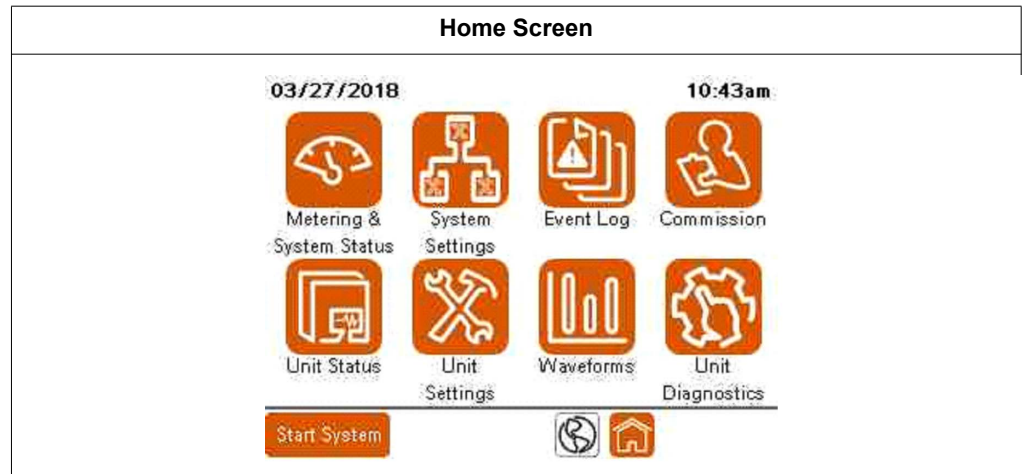 Home Screen
03/27/2018 10:43am
Metering & System Event Log Commission
System Status Settings
Unit Status Unit Waveforms Unit
Settings Diagnostics
Start System